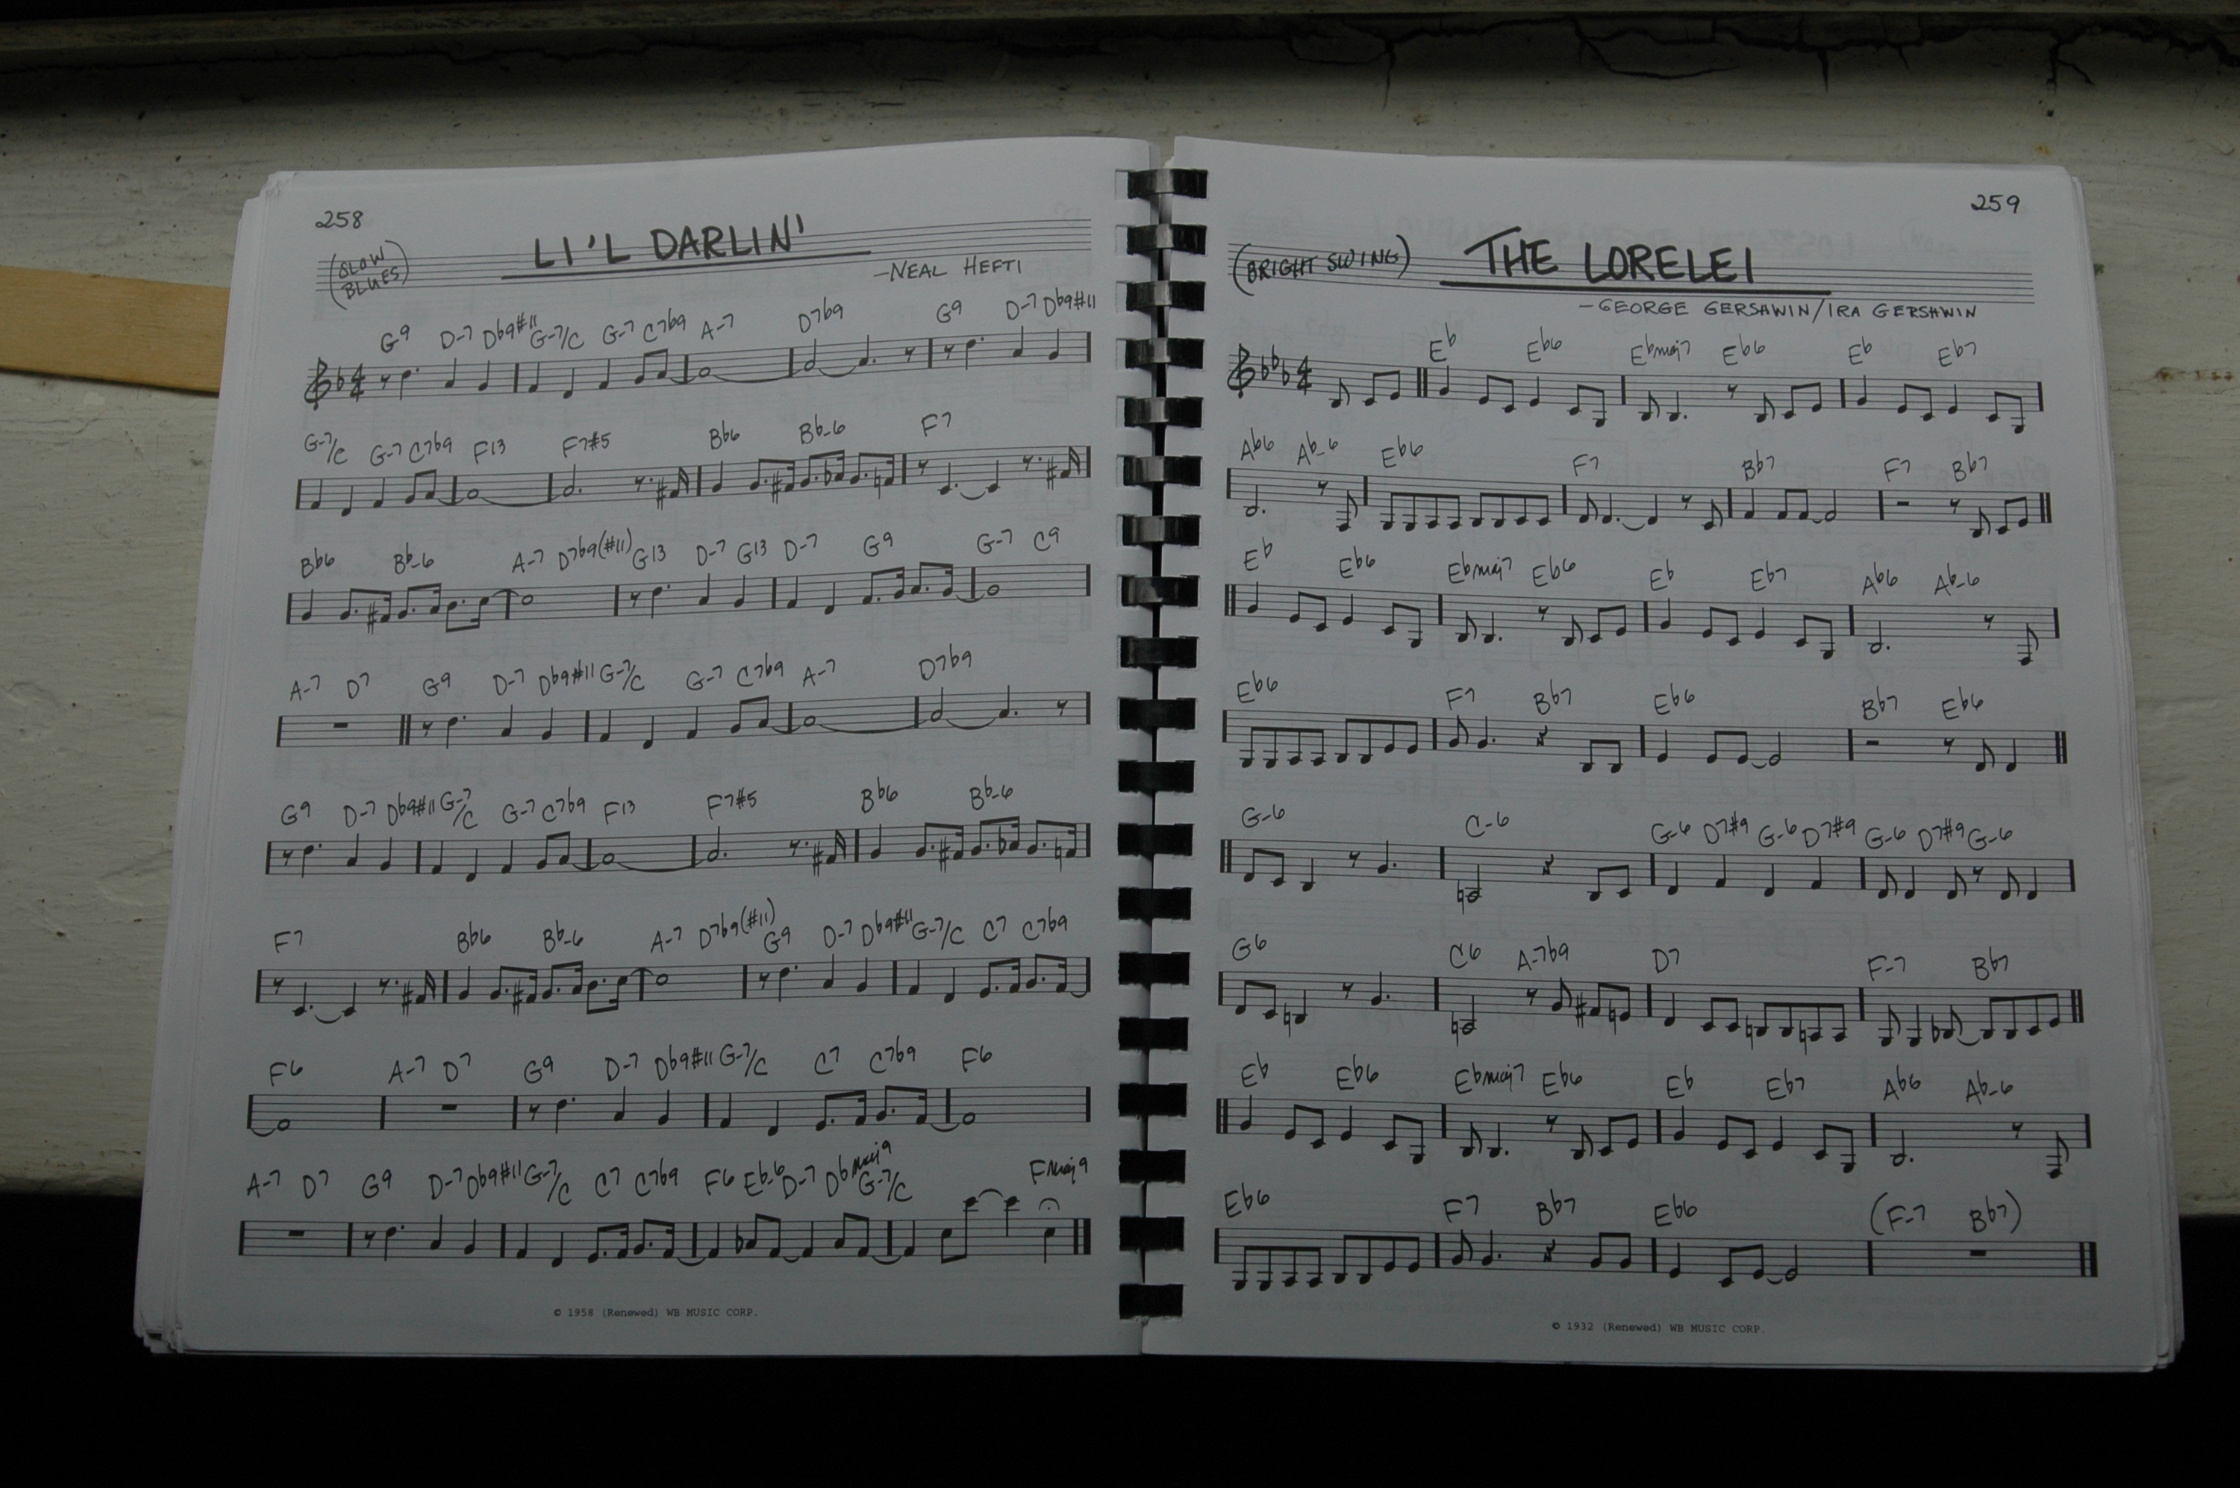 258
(SLOW
BLUES)
LI'L DARLIN'
-NEAL HEFTI
G9 D-7 Db9#11 G-7/C G-7 C7b9 A-7 D7b9 G9 D-7 Db9#11
G-7/C G-7 C7b9 F13 F7#5 Bb6 Bb-6 F7
Bb6 Bb-6 A-7 D7b9(#11) G13 D-7 G13 D-7 G9 G-7 C9
A-7 D7 G9 D-7 Db9#11 G-7/C G-7 C7b9 A-7 D7b9
G9 D-7 Db9#11 G-7/C G-7 C7b9 F13 F7#5 Bb6 Bb-6
F7 Bb6 Bb-6 A-7 D7b9(#11) G9 D-7 Db9#11 G-7/C C7 C7b9
F6 A-7 D7 G9 D-7 Db9#11 G-7/C C7 C7b9 F6
A-7 D7 G9 D-7 Db9#11 G-7/C C7 C7b9 F6 Eb-6 D-7 Dbmaj9 G-7/C Fmaj9
© 1958 (Renewed) WB MUSIC CORP.
259
(BRIGHT SWING)
THE LORELEI
-GEORGE GERSHWIN/IRA GERSHWIN
Eb Eb6 Ebmaj7 Eb6 Eb Eb7
Ab6 Ab-6 Eb6 F7 Bb7 F7 Bb7
Eb Eb6 Ebmaj7 Eb6 Eb Eb7 Ab6 Ab-6
Eb6 F7 Bb7 Eb6 Bb7 Eb6
G-6 C-6 G-6 D7#9 G-6 D7#9 G-6 D7#9 G-6
G6 C6 A-7b9 D7 F-7 Bb7
Eb Eb6 Ebmaj7 Eb6 Eb Eb7 Ab6 Ab-6
Eb6 F7 Bb7 Eb6 (F-7 Bb7)
© 1932 (Renewed) WB MUSIC CORP.